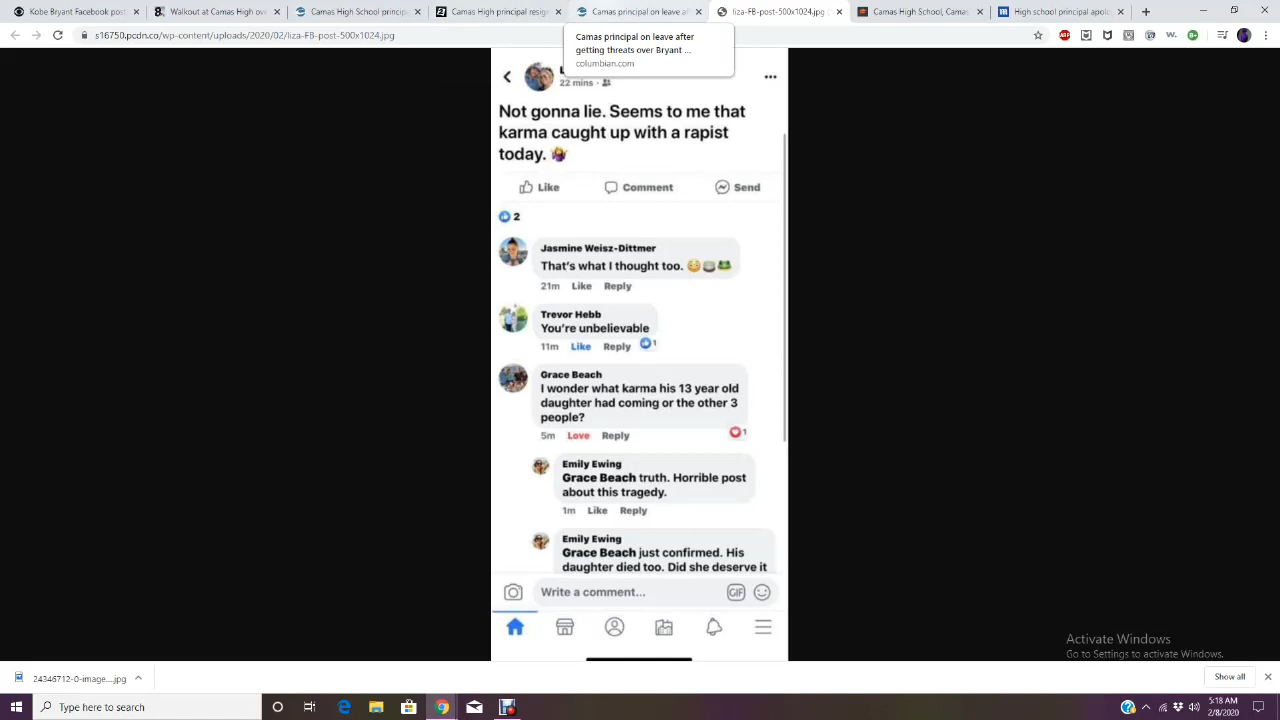 Kobe Bryant Focused Many
Walkout at Camas High ov
Camas High School princip
Camas High Principal resign
Camas principal on leave af
liza-FB-post-500x1024.jpg
Camas High School, Camas
High school principal apolo
s16750.pcdn.co/wp-content/uploads/2020/02/liza-FB-post-500x1024.jpg
Camas principal on leave after
getting threats over Bryant ...
columbian.com
22 mins ·
Not gonna lie. Seems to me that
karma caught up with a rapist
today. 🤷‍♀️
Like Comment Send
2
Jasmine Weisz-Dittmer
That's what I thought too.
21m Like Reply
Trevor Hebb
You're unbelievable
11m Like Reply 1
Grace Beach
I wonder what karma his 13 year old
daughter had coming or the other 3
people?
5m Love Reply 1
Emily Ewing
Grace Beach truth. Horrible post
about this tragedy.
1m Like Reply
Emily Ewing
Grace Beach just confirmed. His
daughter died too. Did she deserve it
Write a comment... GIF
Activate Windows
Go to Settings to activate Windows.
24346712-0-image....jpg
Show all
Type here to search
5:18 AM
2/8/2020